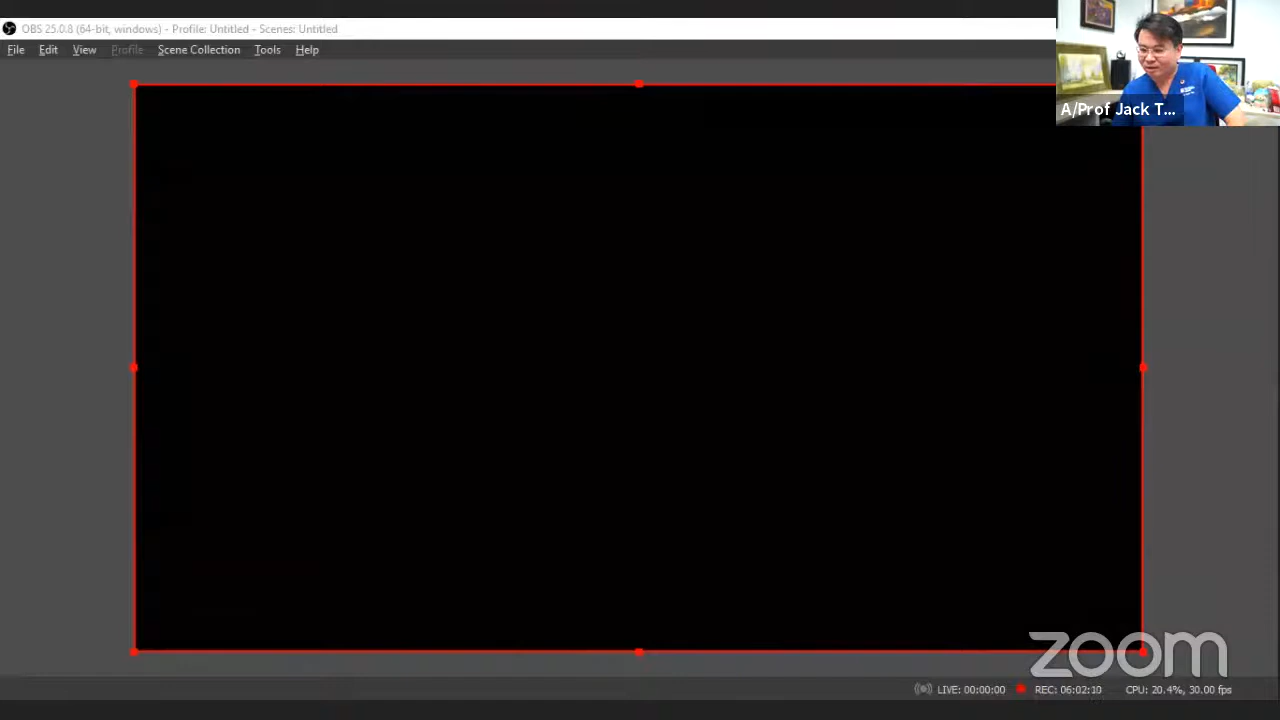 OBS 25.0.8 (64-bit, windows) - Profile: Untitled - Scenes: Untitled
File Edit View Profile Scene Collection Tools Help
A/Prof Jack T...
zoom
LIVE: 00:00:00 REC: 06:02:10 CPU: 20.4%, 30.00 fps